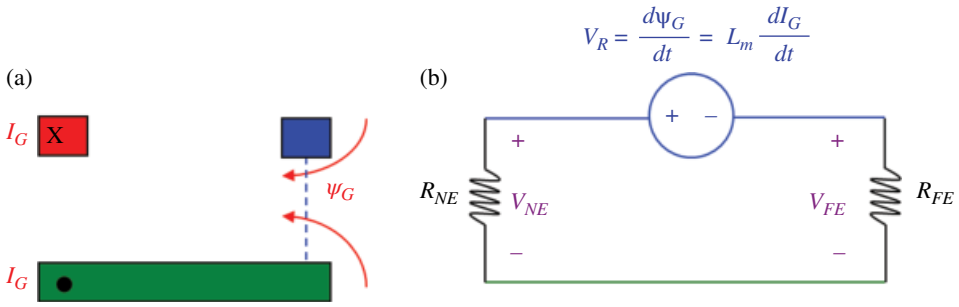 V_R = dψ_G/dt = L_m dI_G/dt
(a)
(b)
I_G X
+ −
+ +
ψ_G
R_NE V_NE V_FE R_FE
− −
I_G